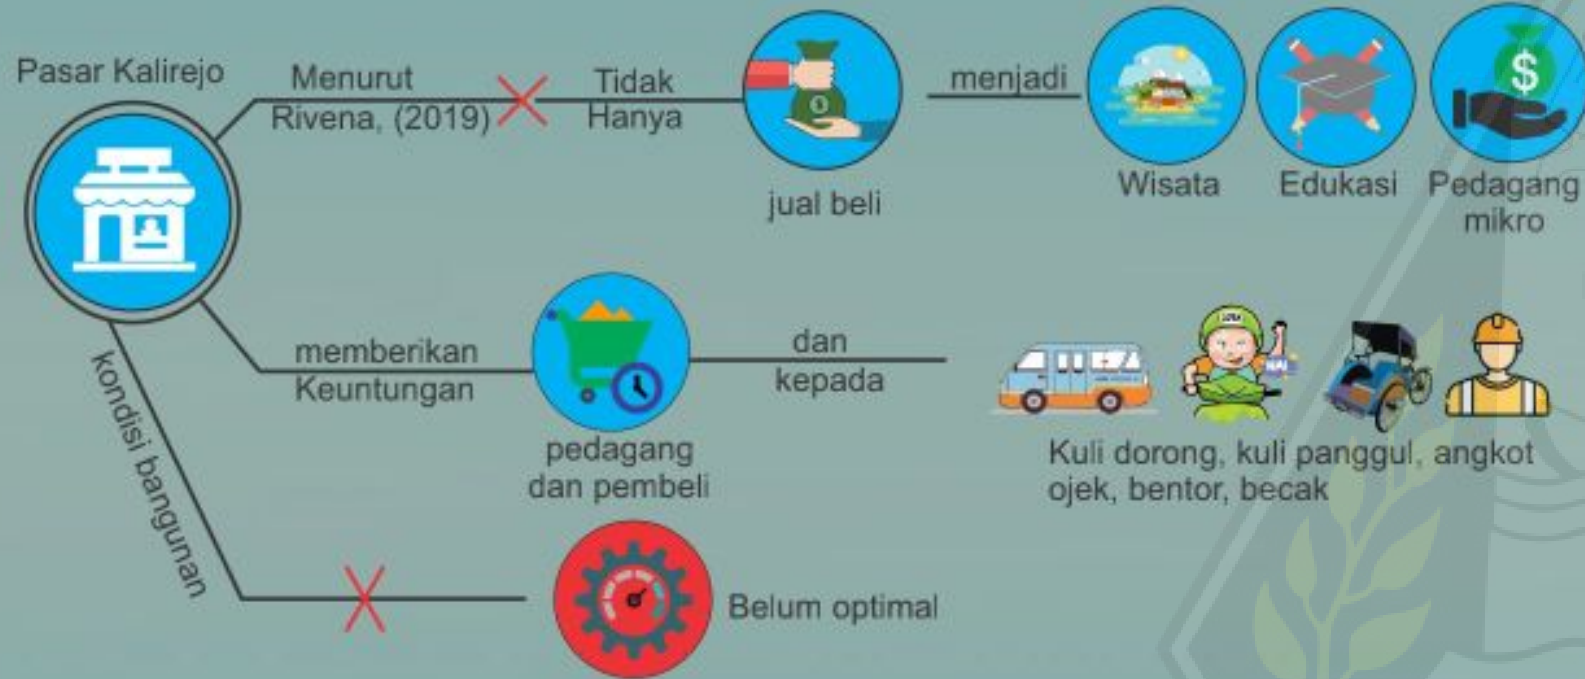 Pasar Kalirejo
Menurut
Rivena, (2019)
Tidak
Hanya
jual beli
menjadi
$
Wisata
Edukasi
Pedagang
mikro
memberikan
Keuntungan
pedagang
dan pembeli
dan
kepada
Kuli dorong, kuli panggul, angkot
ojek, bentor, becak
kondisi bangunan
Belum optimal